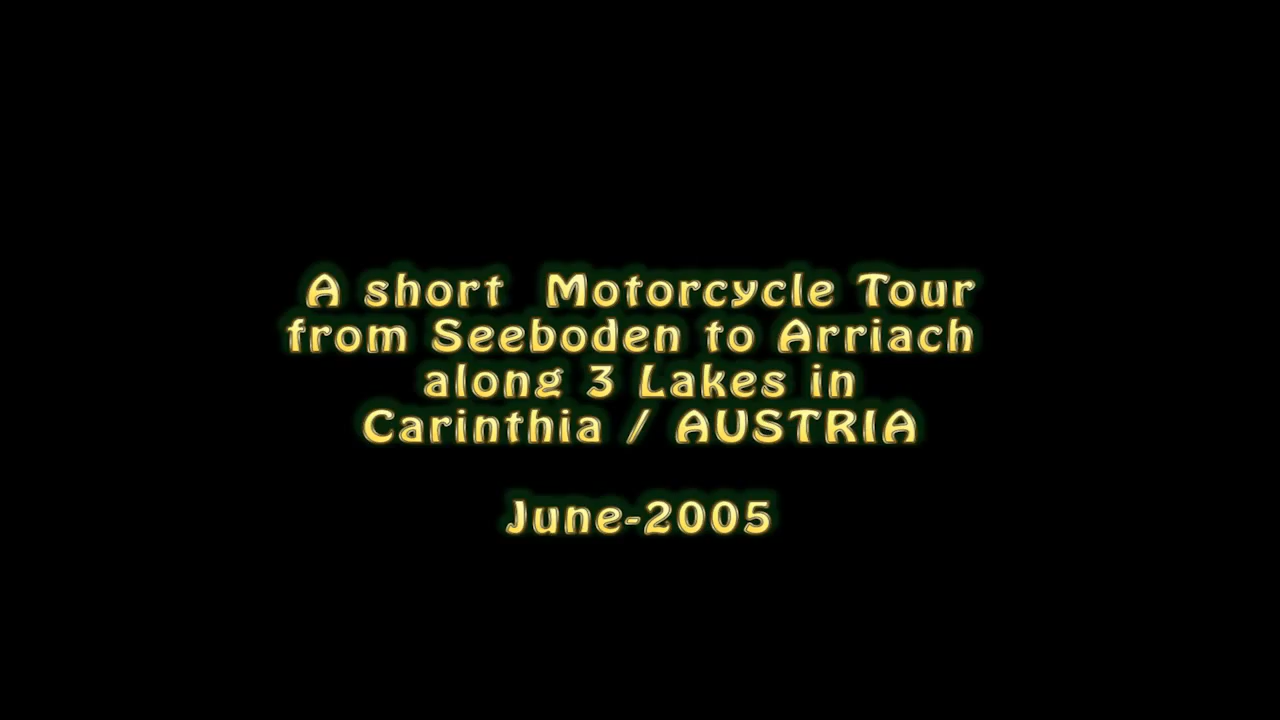 A short Motorcycle Tour
from Seeboden to Arriach
along 3 Lakes in
Carinthia / AUSTRIA
June-2005